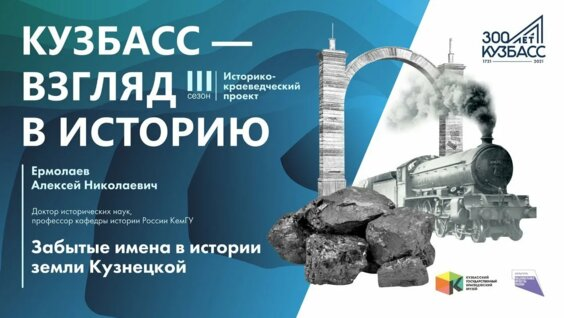 КУЗБАСС —
ВЗГЛЯД
В ИСТОРИЮ
III
сезон
Историко-
краеведческий
проект
300 ЛЕТ
КУЗБАСС
1721 2021
Ермолаев
Алексей Николаевич
Доктор исторических наук,
профессор кафедры истории России КемГУ
Забытые имена в истории
земли Кузнецкой
КУЗБАССКИЙ
ГОСУДАРСТВЕННЫЙ
КРАЕВЕДЧЕСКИЙ
МУЗЕЙ